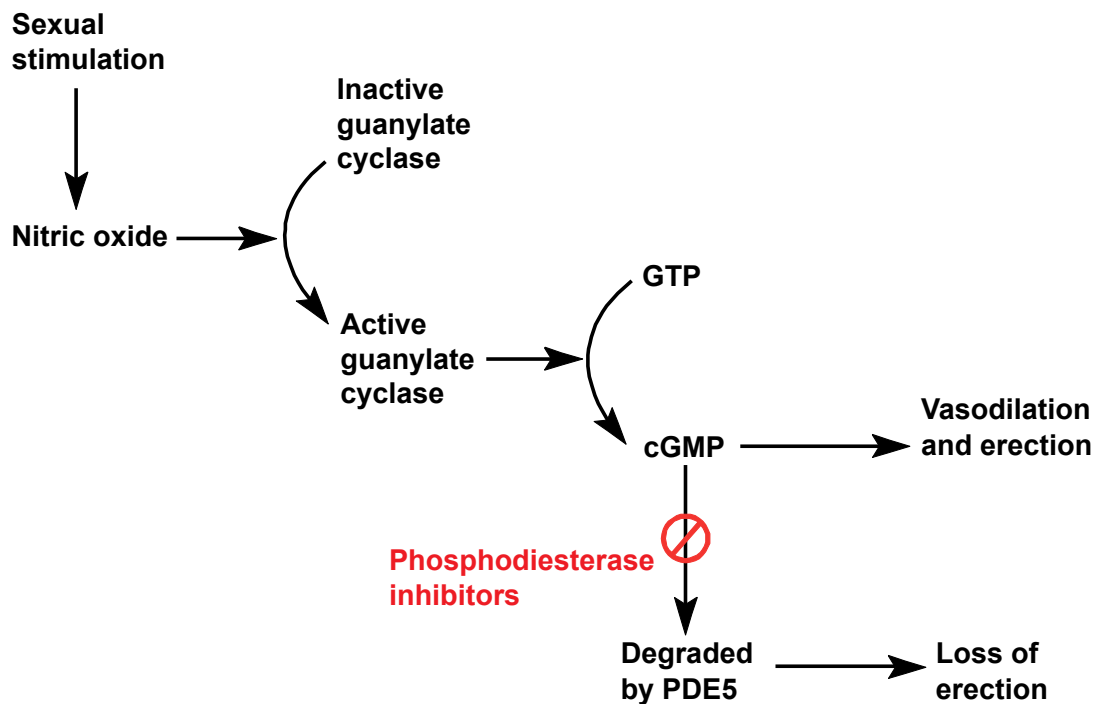 Sexual
stimulation
Inactive
guanylate
cyclase
Nitric oxide
GTP
Active
guanylate
cyclase
Vasodilation
and erection
cGMP
Phosphodiesterase
inhibitors
Degraded
by PDE5
Loss of
erection